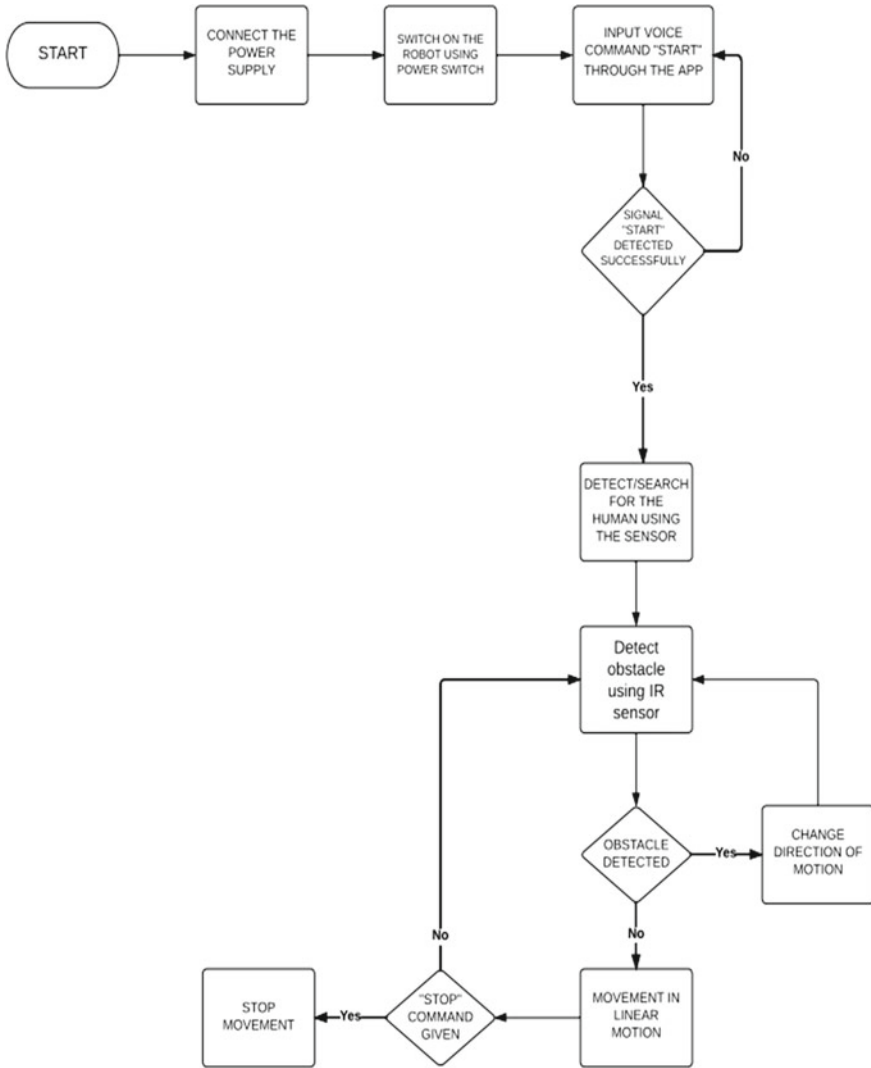 START
CONNECT THE
POWER
SUPPLY
SWITCH ON THE
ROBOT USING
POWER SWITCH
INPUT VOICE
COMMAND "START"
THROUGH THE APP
No
SIGNAL
"START"
DETECTED
SUCCESSFULLY
Yes
DETECT/SEARCH
FOR THE
HUMAN USING
THE SENSOR
Detect
obstacle
using IR
sensor
OBSTACLE
DETECTED
Yes
CHANGE
DIRECTION OF
MOTION
No
MOVEMENT IN
LINEAR
MOTION
"STOP"
COMMAND
GIVEN
No
Yes
STOP
MOVEMENT